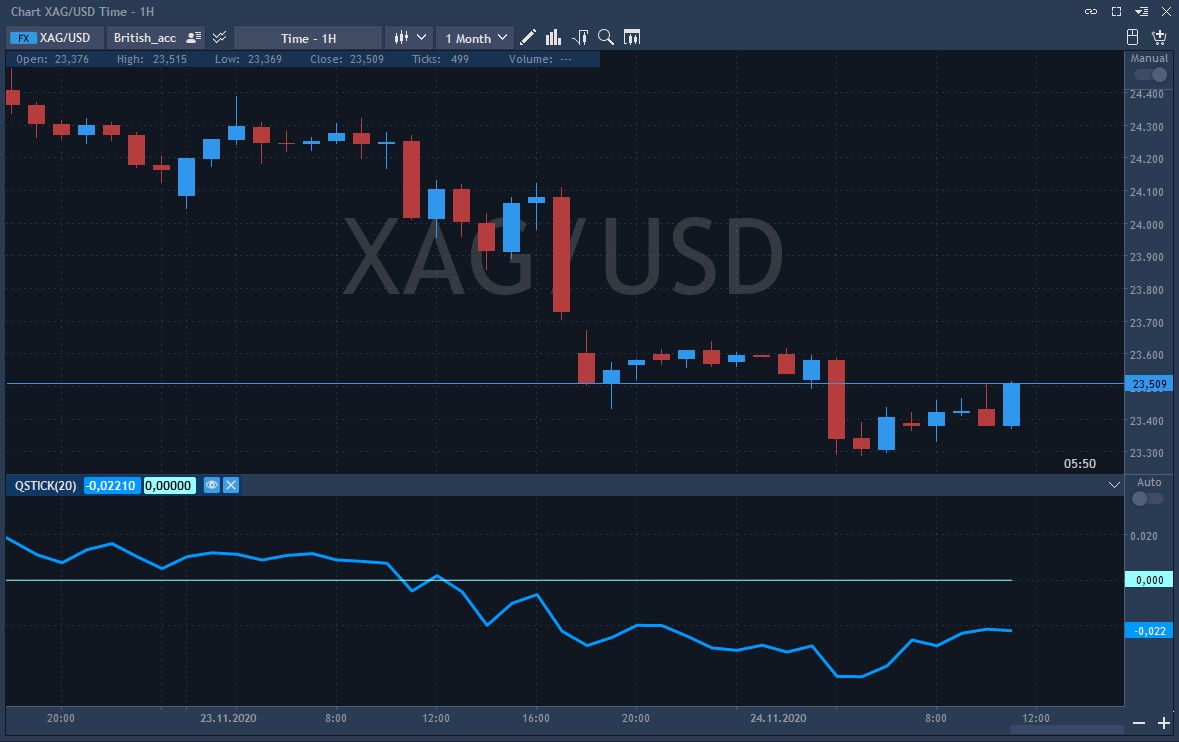 Chart XAG/USD Time - 1H
FX XAG/USD British_acc Time - 1H 1 Month
Open: 23,376 High: 23,515 Low: 23,369 Close: 23,509 Ticks: 499 Volume: ---
Manual
24.400
24.300
24.200
24.100
24.000
23.900
23.800
23.700
23.600
23,509
23.400
23.300
XAG/USD
05:50
QSTICK(20) -0,02210 0,00000
Auto
0.020
0,000
-0,022
20:00 23.11.2020 8:00 12:00 16:00 20:00 24.11.2020 8:00 12:00